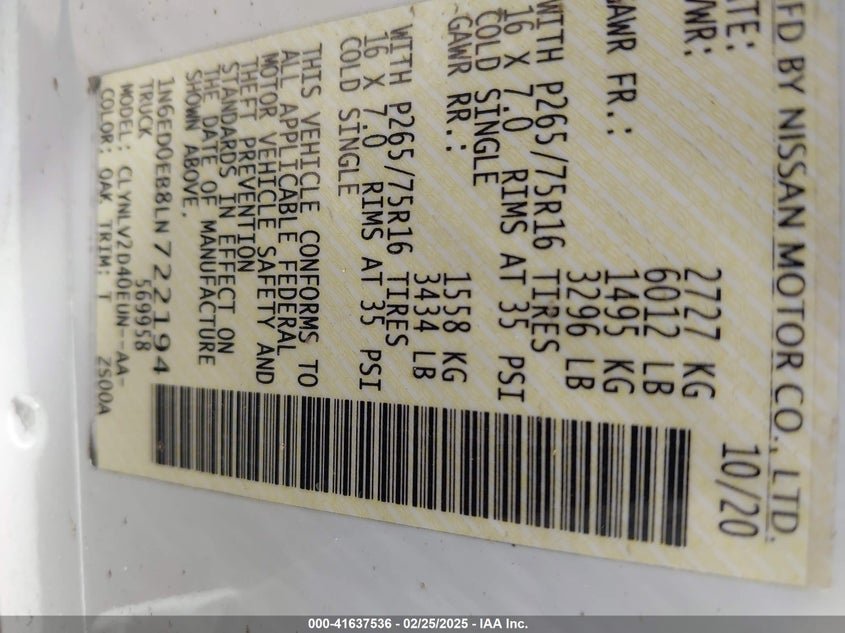 MFD BY NISSAN MOTOR CO., LTD.
DATE: 10/20
GVWR: 2727 KG
6012 LB
GAWR FR.: 1495 KG
3296 LB
WITH P265/75R16 TIRES
16 X 7.0 RIMS AT 35 PSI
COLD SINGLE
GAWR RR.: 1558 KG
3434 LB
WITH P265/75R16 TIRES
16 X 7.0 RIMS AT 35 PSI
COLD SINGLE
THIS VEHICLE CONFORMS TO
ALL APPLICABLE FEDERAL
MOTOR VEHICLE SAFETY AND
THEFT PREVENTION
STANDARDS IN EFFECT ON
THE DATE OF MANUFACTURE
SHOWN ABOVE.
1N6ED0EB8LN722194
TRUCK 569958
MODEL: CLYNLV2D40EUN--AA-
COLOR: QAK TRIM: T 2S00A
000-41637536 - 02/25/2025 - IAA Inc.